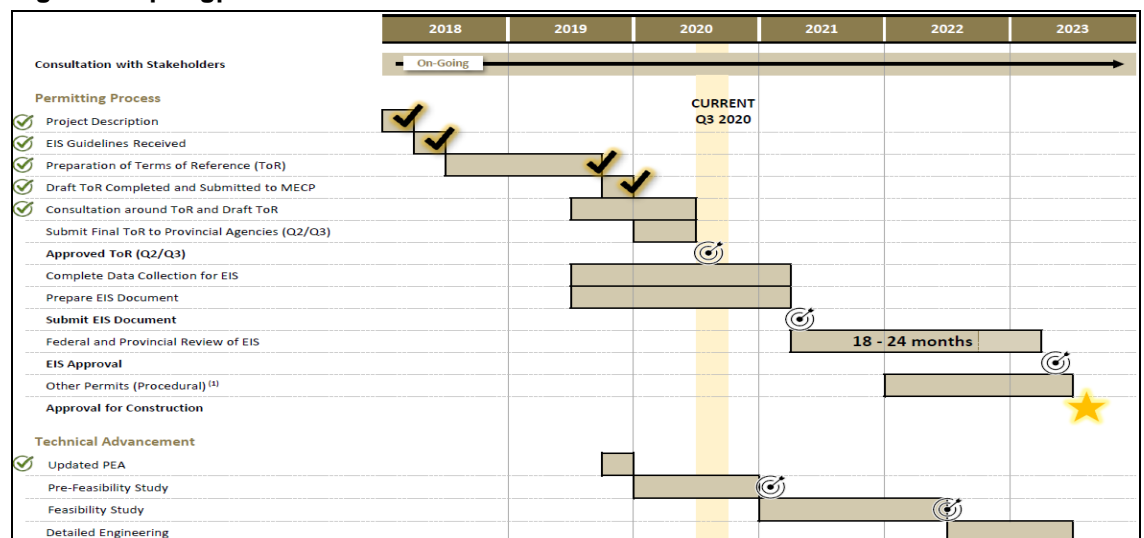 2018 2019 2020 2021 2022 2023
Consultation with Stakeholders
On-Going
Permitting Process
CURRENT
Q3 2020
Project Description
EIS Guidelines Received
Preparation of Terms of Reference (ToR)
Draft ToR Completed and Submitted to MECP
Consultation around ToR and Draft ToR
Submit Final ToR to Provincial Agencies (Q2/Q3)
Approved ToR (Q2/Q3)
Complete Data Collection for EIS
Prepare EIS Document
Submit EIS Document
Federal and Provincial Review of EIS
18 - 24 months
EIS Approval
Other Permits (Procedural) (1)
Approval for Construction
Technical Advancement
Updated PEA
Pre-Feasibility Study
Feasibility Study
Detailed Engineering